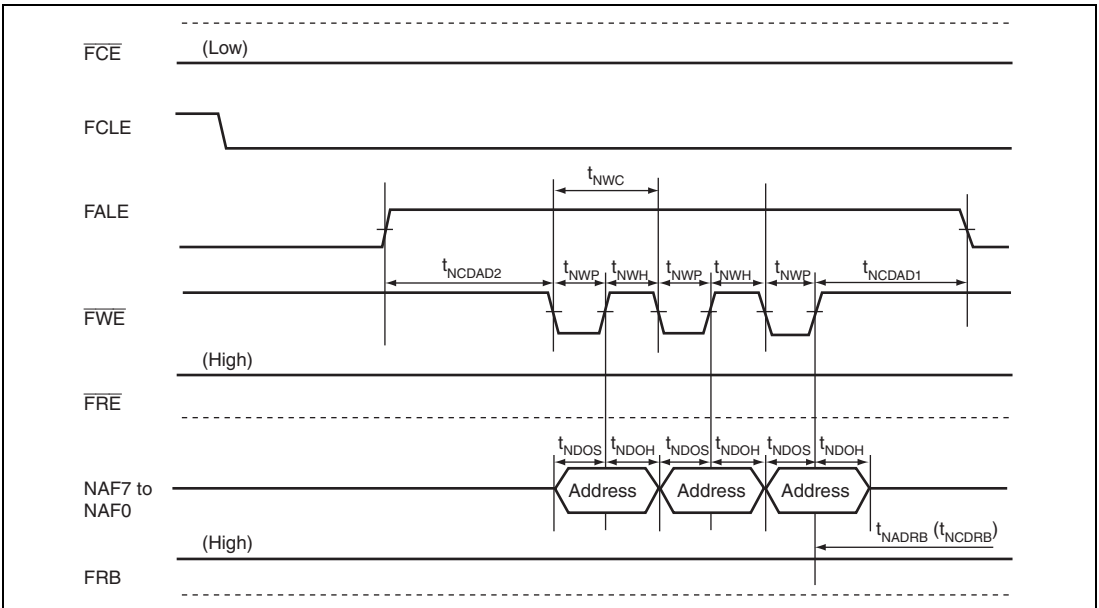 FCE (Low)
FCLE
tNWC
FALE
tNCDAD2 tNWP tNWH tNWP tNWH tNWP tNCDAD1
FWE
(High)
FRE
tNDOS tNDOH tNDOS tNDOH tNDOS tNDOH
NAF7 to
NAF0
Address Address Address
(High)
tNADRB (tNCDRB)
FRB